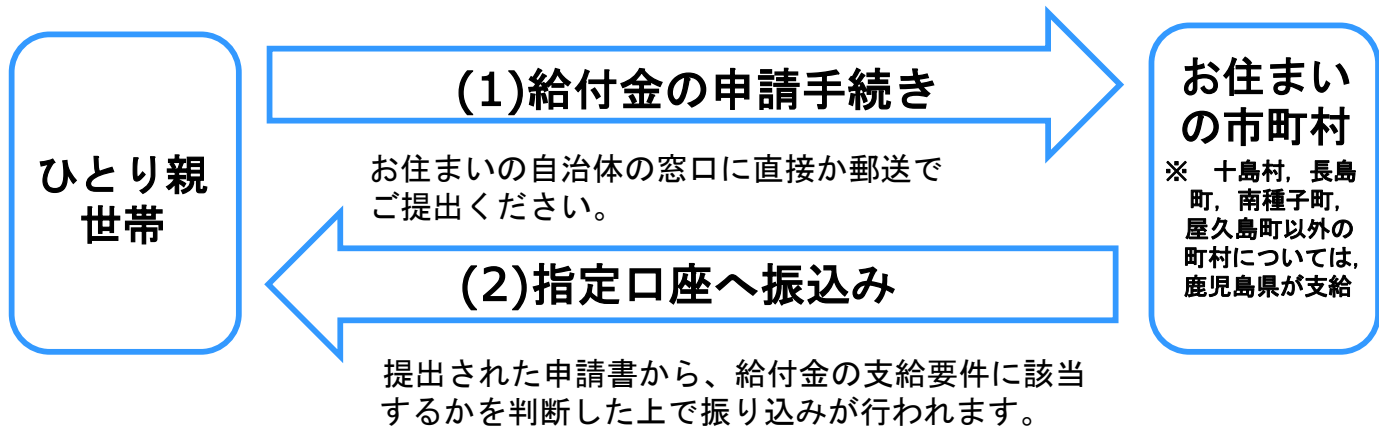 ひとり親
世帯
(1)給付金の申請手続き
お住まいの自治体の窓口に直接か郵送で
ご提出ください。
(2)指定口座へ振込み
提出された申請書から、給付金の支給要件に該当
するかを判断した上で振り込みが行われます。
お住まい
の市町村
※　十島村，長島
町，南種子町，
屋久島町以外の
町村については，
鹿児島県が支給